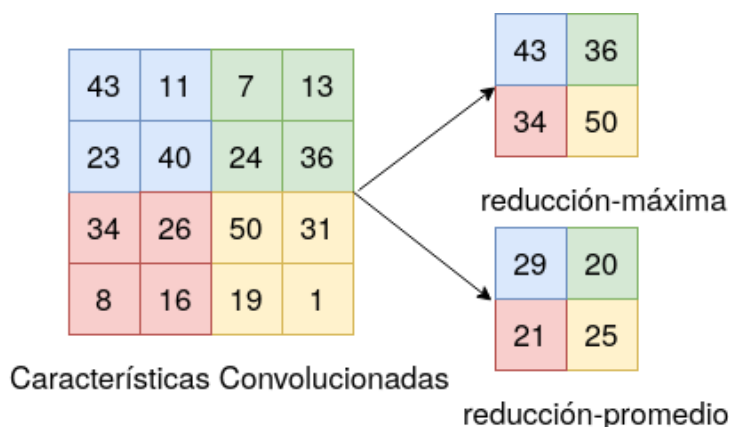 43 11 7 13
23 40 24 36
34 26 50 31
8 16 19 1
Características Convolucionadas
43 36
34 50
reducción-máxima
29 20
21 25
reducción-promedio